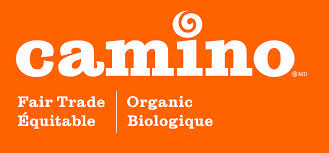 camino ®MD
Fair Trade
Équitable
Organic
Biologique